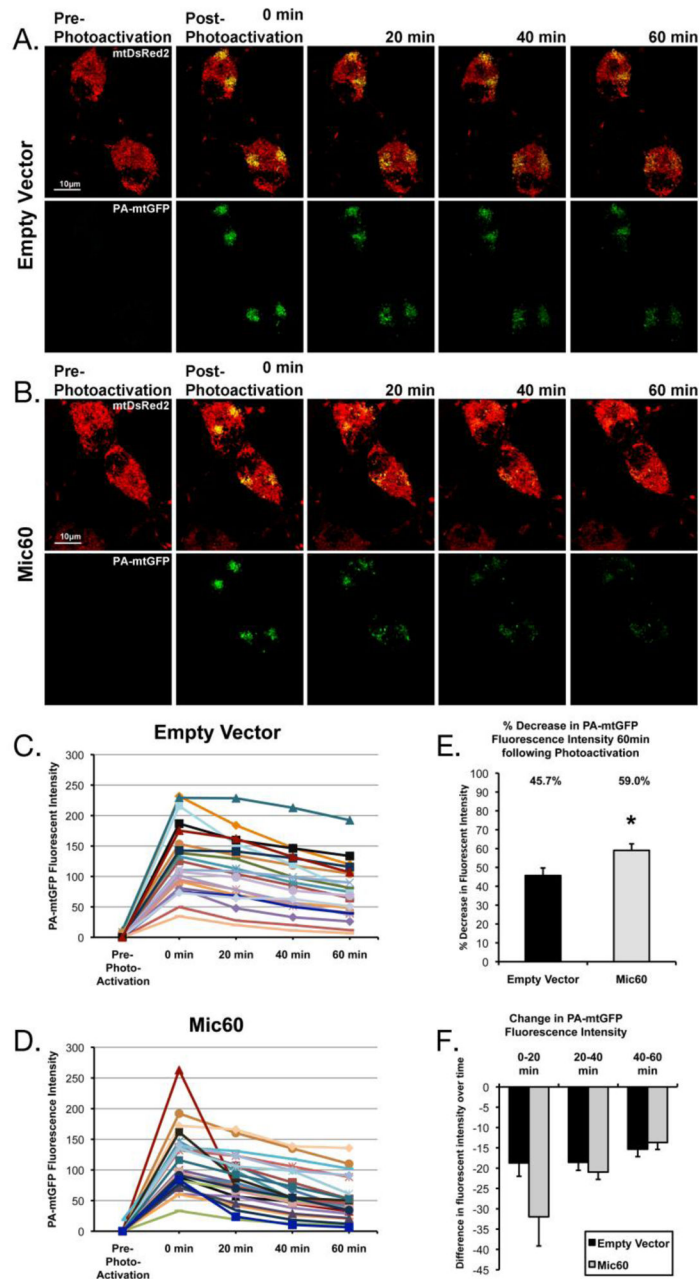 A.
Pre-
Photoactivation
Post-
Photoactivation
0 min
20 min
40 min
60 min
Empty Vector
mtDsRed2
10µm
PA-mtGFP
B.
Pre-
Photoactivation
Post-
Photoactivation
0 min
20 min
40 min
60 min
Mic60
mtDsRed2
10µm
PA-mtGFP
C.
Empty Vector
PA-mtGFP Fluorescent Intensity
300
250
200
150
100
50
0
Pre-
Photo-
Activation
0 min
20 min
40 min
60 min
D.
Mic60
PA-mtGFP Fluorescence Intensity
300
250
200
150
100
50
0
Pre-
Photo-
Activation
0 min
20 min
40 min
60 min
E.
% Decrease in PA-mtGFP
Fluorescence Intensity 60min
following Photoactivation
45.7%
59.0%
*
% Decrease in Fluorescent Intensity
100
90
80
70
60
50
40
30
20
10
0
Empty Vector
Mic60
F.
Change in PA-mtGFP
Fluorescence Intensity
0-20
min
20-40
min
40-60
min
Difference in fluorescent intensity over time
0
-5
-10
-15
-20
-25
-30
-35
-40
-45
Empty Vector
Mic60